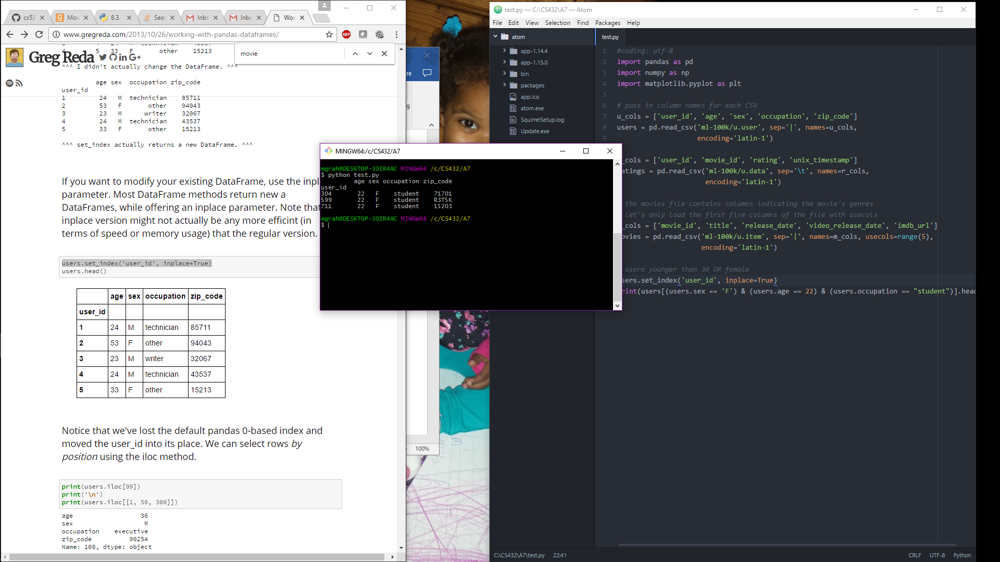 cs53
Mov
8.3.
Sear
Inbc
Inbc
Wor
www.gregreda.com/2013/10/26/working-with-pandas-dataframes/
ABP
movie
Greg Reda
4 5 33 F other 15213
^^^ I didn't actually change the DataFrame. ^^^
age sex occupation zip_code
user_id
1 24 M technician 85711
2 53 F other 94043
3 23 M writer 32067
4 24 M technician 43537
5 33 F other 15213
^^^ set_index actually returns a new DataFrame. ^^^
If you want to modify your existing DataFrame, use the inpl
parameter. Most DataFrame methods return new a
DataFrames, while offering an inplace parameter. Note that
inplace version might not actually be any more efficint (in
terms of speed or memory usage) that the regular version.
users.set_index('user_id', inplace=True)
users.head()
age sex occupation zip_code
user_id
1 24 M technician 85711
2 53 F other 94043
3 23 M writer 32067
4 24 M technician 43537
5 33 F other 15213
Notice that we've lost the default pandas 0-based index and
moved the user_id into its place. We can select rows by
position using the iloc method.
print(users.iloc[99])
print('\n')
print(users.iloc[[1, 50, 300]])
age 36
sex M
occupation executive
zip_code 90254
Name: 100, dtype: object
re
g
100%
MINGW64:/c/CS432/A7
mgrah@DESKTOP-3OIR4AC MINGW64 /c/CS432/A7
$ python test.py
age sex occupation zip_code
user_id
304 22 F student 71701
599 22 F student R3T5K
711 22 F student 15203
mgrah@DESKTOP-3OIR4AC MINGW64 /c/CS432/A7
$
test.py — C:\CS432\A7 — Atom
File Edit View Selection Find Packages Help
atom
app-1.14.4
app-1.15.0
bin
packages
app.ico
atom.exe
SquirrelSetup.log
Update.exe
test.py
1 #coding: utf-8
2 import pandas as pd
3 import numpy as np
4 import matplotlib.pyplot as plt
5
6 # pass in column names for each CSV
7 u_cols = ['user_id', 'age', 'sex', 'occupation', 'zip_code']
8 users = pd.read_csv('ml-100k/u.user', sep='|', names=u_cols,
9 encoding='latin-1')
_cols = ['user_id', 'movie_id', 'rating', 'unix_timestamp']
atings = pd.read_csv('ml-100k/u.data', sep='\t', names=r_cols,
encoding='latin-1')
the movies file contains columns indicating the movie's genres
let's only load the first five columns of the file with usecols
_cols = ['movie_id', 'title', 'release_date', 'video_release_date', 'imdb_url']
ovies = pd.read_csv('ml-100k/u.item', sep='|', names=m_cols, usecols=range(5),
encoding='latin-1')
users younger than 30 OR female
sers.set_index('user_id', inplace=True)
rint(users[(users.sex == 'F') & (users.age == 22) & (users.occupation == "student")].head
C:\CS432\A7\test.py 22:41
CRLF UTF-8 Python